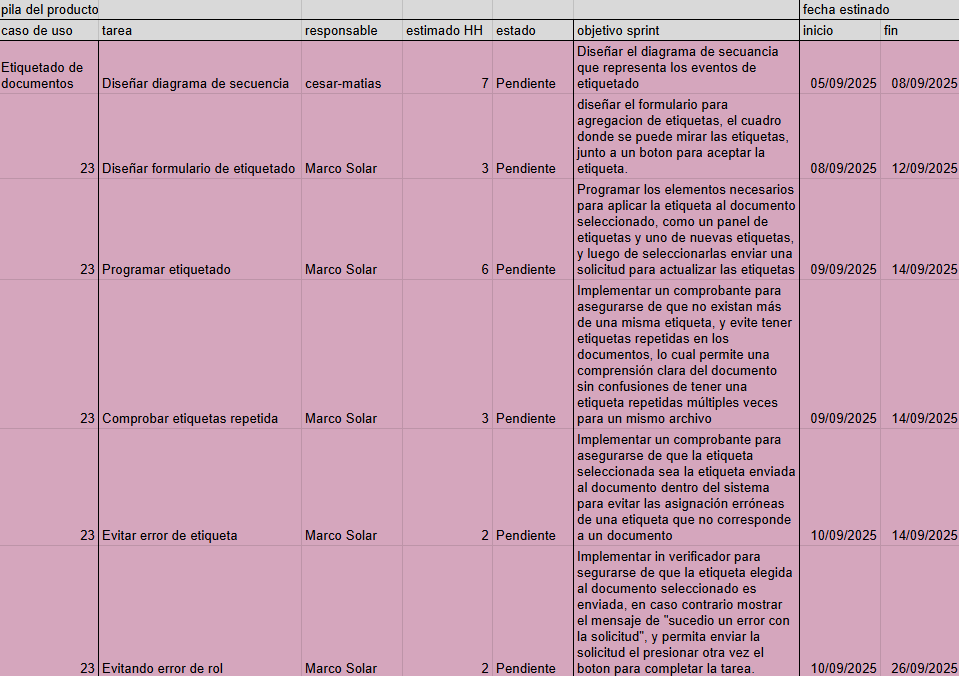 pila del producto fecha estinado
caso de uso tarea responsable estimado HH estado objetivo sprint inicio fin
Etiquetado de documentos Diseñar diagrama de secuencia cesar-matias 7 Pendiente
Diseñar el diagrama de secuancia
que representa los eventos de
etiquetado
05/09/2025 08/09/2025
23 Diseñar formulario de etiquetado Marco Solar 3 Pendiente
diseñar el formulario para
agregacion de etiquetas, el cuadro
donde se puede mirar las etiquetas,
junto a un boton para aceptar la
etiqueta.
08/09/2025 12/09/2025
23 Programar etiquetado Marco Solar 6 Pendiente
Programar los elementos necesarios
para aplicar la etiqueta al documento
seleccionado, como un panel de
etiquetas y uno de nuevas etiquetas,
y luego de seleccionarlas enviar una
solicitud para actualizar las etiquetas
09/09/2025 14/09/2025
23 Comprobar etiquetas repetida Marco Solar 3 Pendiente
Implementar un comprobante para
asegurarse de que no existan más
de una misma etiqueta, y evite tener
etiquetas repetidas en los
documentos, lo cual permite una
comprensión clara del documento
sin confusiones de tener una
etiqueta repetidas múltiples veces
para un mismo archivo
09/09/2025 14/09/2025
23 Evitar error de etiqueta Marco Solar 2 Pendiente
Implementar un comprobante para
asegurarse de que la etiqueta
seleccionada sea la etiqueta enviada
al documento dentro del sistema
para evitar las asignación erróneas
de una etiqueta que no corresponde
a un documento
10/09/2025 14/09/2025
23 Evitando error de rol Marco Solar 2 Pendiente
Implementar in verificador para
segurarse de que la etiqueta elegida
al documento seleccionado es
enviada, en caso contrario mostrar
el mensaje de "sucedio un error con
la solicitud", y permita enviar la
solicitud el presionar otra vez el
boton para completar la tarea.
10/09/2025 26/09/2025